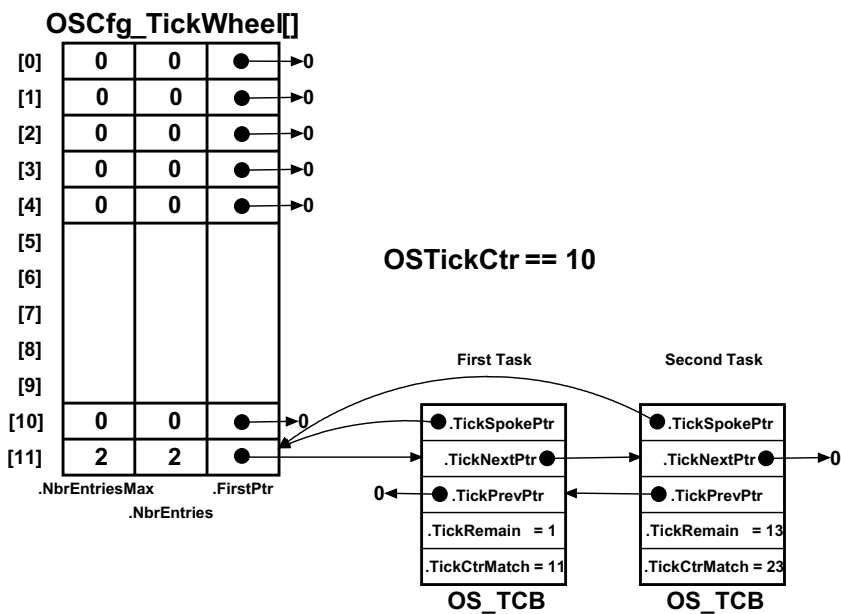 OSCfg_TickWheel[]
[0] 0 0 0
[1] 0 0 0
[2] 0 0 0
[3] 0 0 0
[4] 0 0 0
[5]
OSTickCtr == 10
[6]
[7]
[8]
First Task Second Task
[9]
[10] 0 0 0 .TickSpokePtr .TickSpokePtr
[11] 2 2 .TickNextPtr .TickNextPtr 0
.NbrEntriesMax .FirstPtr 0 .TickPrevPtr .TickPrevPtr
.NbrEntries
.TickRemain = 1 .TickRemain = 13
.TickCtrMatch = 11 .TickCtrMatch = 23
OS_TCB OS_TCB